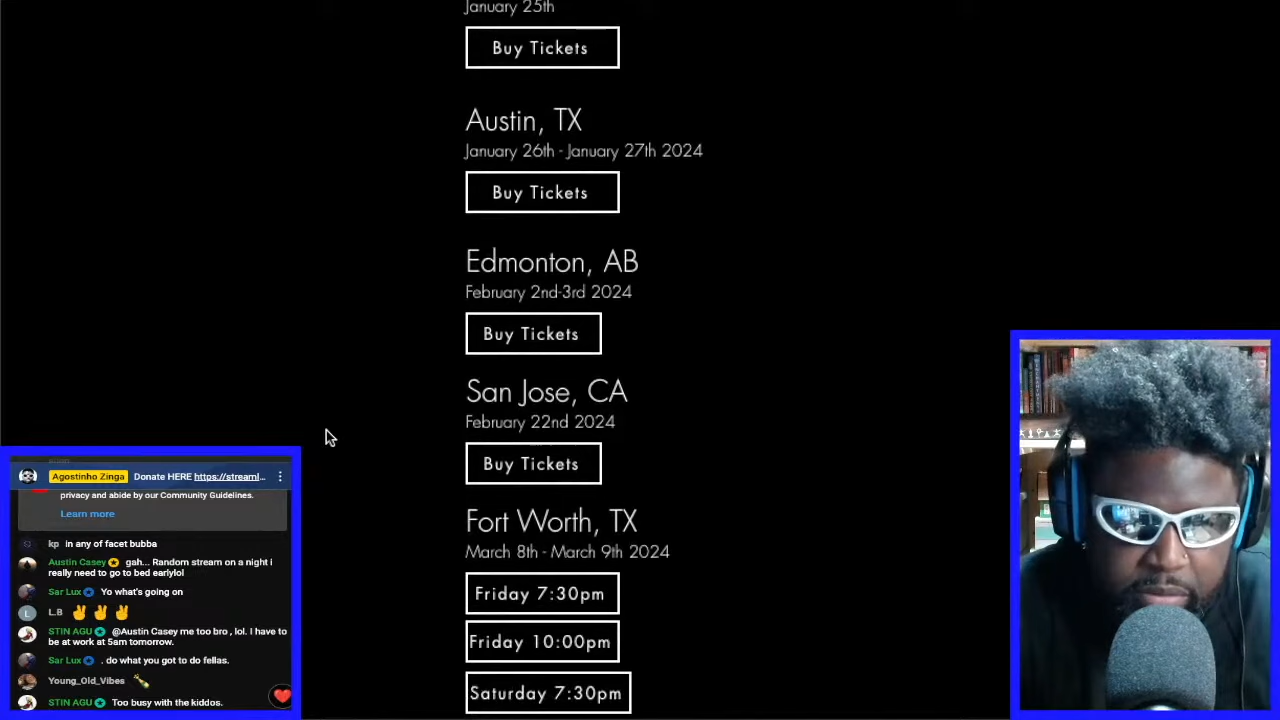 January 25th
Buy Tickets
Austin, TX
January 26th - January 27th 2024
Buy Tickets
Edmonton, AB
February 2nd-3rd 2024
Buy Tickets
San Jose, CA
February 22nd 2024
Buy Tickets
Fort Worth, TX
March 8th - March 9th 2024
Friday 7:30pm
Friday 10:00pm
Saturday 7:30pm
Agostinho Zinga Donate HERE https://streaml...
privacy and abide by our Community Guidelines.
Learn more
kp in any of facet bubba
Austin Casey gah... Random stream on a night i
really need to go to bed earlylol
Sar Lux Yo what's going on
L.B ✌️✌️✌️
STIN AGU @Austin Casey me too bro , lol. I have to
be at work at 5am tomorrow.
Sar Lux . do what you got to do fellas.
Young_Old_Vibes
STIN AGU Too busy with the kiddos.